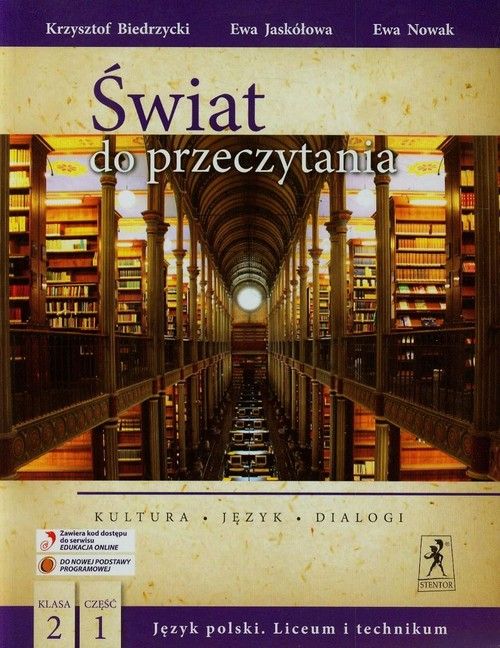 Krzysztof Biedrzycki Ewa Jaskółowa Ewa Nowak
Świat
do przeczytania
KULTURA • JĘZYK • DIALOGI
Zawiera kod dostępu
do serwisu
EDUKACJA ONLINE
DO NOWEJ PODSTAWY
PROGRAMOWEJ
STENTOR
KLASA CZĘŚĆ
2 1
Język polski. Liceum i technikum